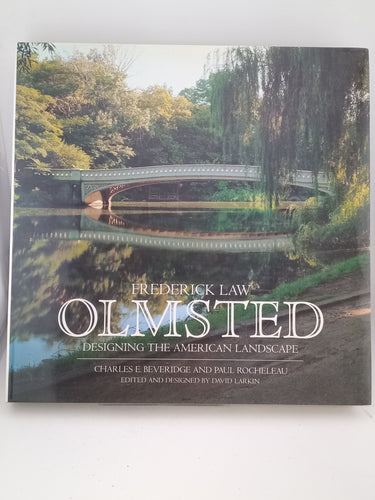 FREDERICK LAW
OLMSTED
DESIGNING THE AMERICAN LANDSCAPE
CHARLES E. BEVERIDGE AND PAUL ROCHELEAU
EDITED AND DESIGNED BY DAVID LARKIN